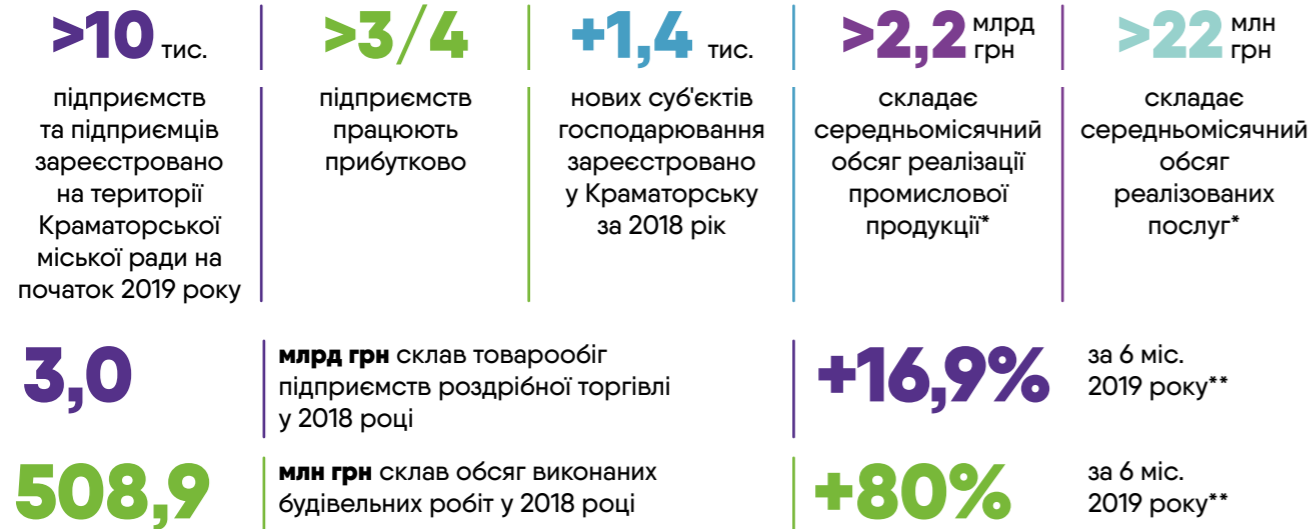 >10 тис.
підприємств
та підприємців
зареєстровано
на території
Краматорської
міської ради на
початок 2019 року
>3/4
підприємств
працюють
прибутково
+1,4 тис.
нових суб'єктів
господарювання
зареєстровано
у Краматорську
за 2018 рік
>2,2 млрд
грн
складає
середньомісячний
обсяг реалізації
промислової
продукції*
>22 млн
грн
складає
середньомісячний
обсяг
реалізованих
послуг*
3,0
млрд грн склав товарообіг
підприємств роздрібної торгівлі
у 2018 році
+16,9%
за 6 міс.
2019 року**
508,9
млн грн склав обсяг виконаних
будівельних робіт у 2018 році
+80%
за 6 міс.
2019 року**